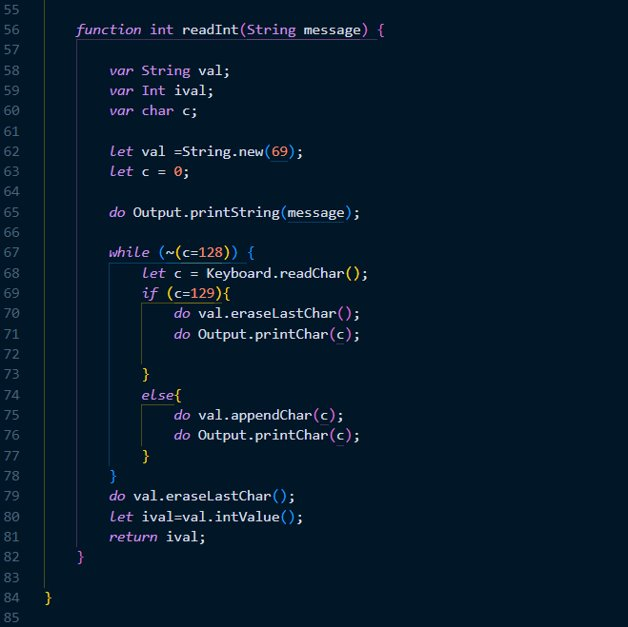 55
56 function int readInt(String message) {
57
58 var String val;
59 var Int ival;
60 var char c;
61
62 let val =String.new(69);
63 let c = 0;
64
65 do Output.printString(message);
66
67 while (~(c=128)) {
68 let c = Keyboard.readChar();
69 if (c=129){
70 do val.eraseLastChar();
71 do Output.printChar(c);
72
73 }
74 else{
75 do val.appendChar(c);
76 do Output.printChar(c);
77 }
78 }
79 do val.eraseLastChar();
80 let ival=val.intValue();
81 return ival;
82 }
83
84 }
85